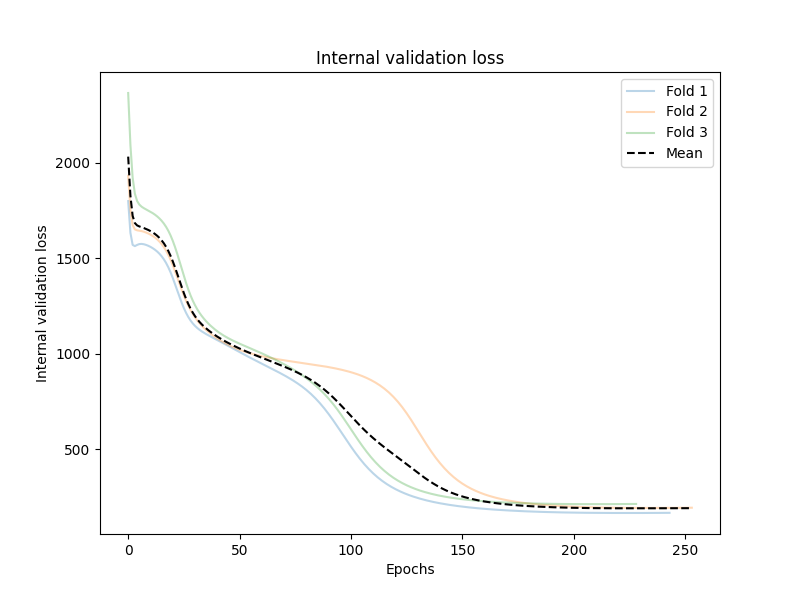 Internal validation loss
Fold 1
Fold 2
Fold 3
Mean
2000
1500
1000
500
Internal validation loss
0 50 100 150 200 250
Epochs